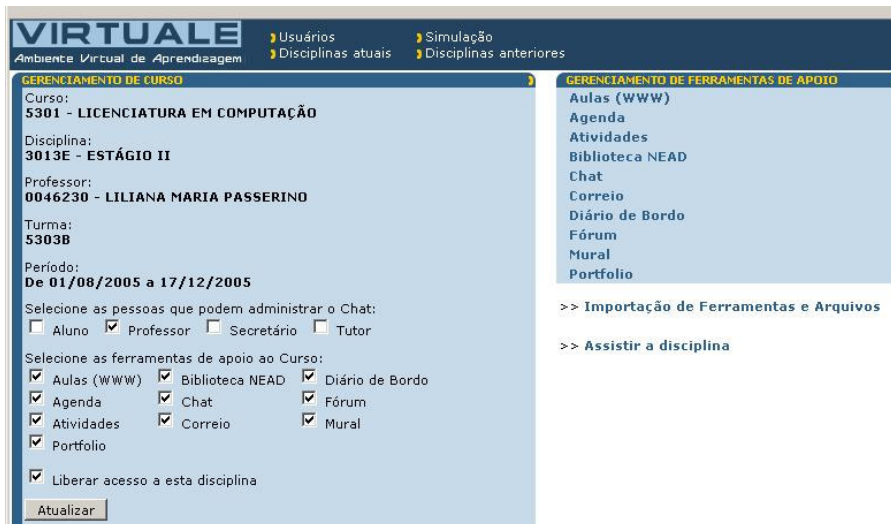 VIRTUALE
Ambiente Virtual de Aprendizagem
Usuários
Simulação
Disciplinas atuais
Disciplinas anteriores
GERENCIAMENTO DE CURSO
Curso:
5301 - LICENCIATURA EM COMPUTAÇÃO
Disciplina:
3013E - ESTÁGIO II
Professor:
0046230 - LILIANA MARIA PASSERINO
Turma:
5303B
Período:
De 01/08/2005 a 17/12/2005
Selecione as pessoas que podem administrar o Chat:
Aluno Professor Secretário Tutor
Selecione as ferramentas de apoio ao Curso:
Aulas (WWW) Biblioteca NEAD Diário de Bordo
Agenda Chat Fórum
Atividades Correio Mural
Portfolio
Liberar acesso a esta disciplina
Atualizar
GERENCIAMENTO DE FERRAMENTAS DE APOIO
Aulas (WWW)
Agenda
Atividades
Biblioteca NEAD
Chat
Correio
Diário de Bordo
Fórum
Mural
Portfolio
>> Importação de Ferramentas e Arquivos
>> Assistir a disciplina